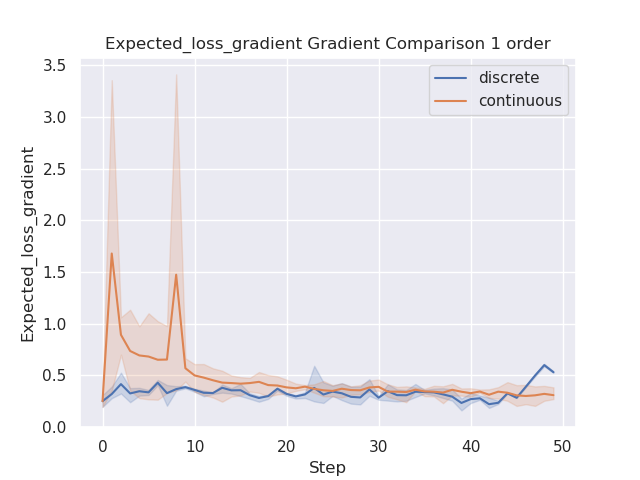 Expected_loss_gradient Gradient Comparison 1 order
discrete
continuous
Expected_loss_gradient
3.5
3.0
2.5
2.0
1.5
1.0
0.5
0.0
0 10 20 30 40 50
Step